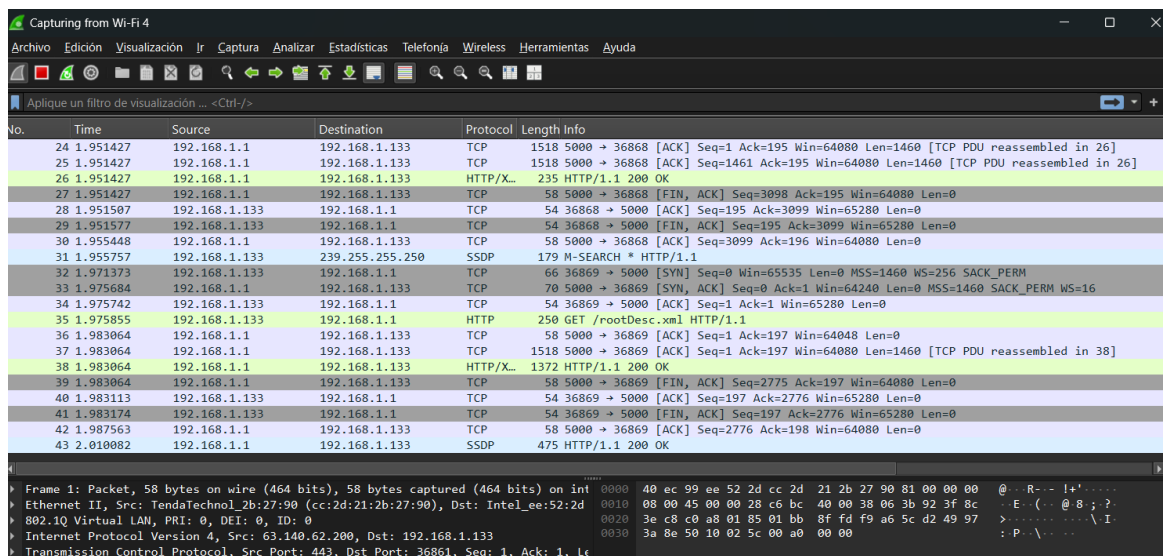 Capturing from Wi-Fi 4
Archivo Edición Visualización Ir Captura Analizar Estadísticas Telefonía Wireless Herramientas Ayuda
Aplique un filtro de visualización ... <Ctrl-/>
No. Time Source Destination Protocol Length Info
24 1.951427 192.168.1.1 192.168.1.133 TCP 1518 5000 → 36868 [ACK] Seq=1 Ack=195 Win=64080 Len=1460 [TCP PDU reassembled in 26]
25 1.951427 192.168.1.1 192.168.1.133 TCP 1518 5000 → 36868 [ACK] Seq=1461 Ack=195 Win=64080 Len=1460 [TCP PDU reassembled in 26]
26 1.951427 192.168.1.1 192.168.1.133 HTTP/X… 235 HTTP/1.1 200 OK
27 1.951427 192.168.1.1 192.168.1.133 TCP 58 5000 → 36868 [FIN, ACK] Seq=3098 Ack=195 Win=64080 Len=0
28 1.951507 192.168.1.133 192.168.1.1 TCP 54 36868 → 5000 [ACK] Seq=195 Ack=3099 Win=65280 Len=0
29 1.951577 192.168.1.133 192.168.1.1 TCP 54 36868 → 5000 [FIN, ACK] Seq=195 Ack=3099 Win=65280 Len=0
30 1.955448 192.168.1.1 192.168.1.133 TCP 58 5000 → 36868 [ACK] Seq=3099 Ack=196 Win=64080 Len=0
31 1.955757 192.168.1.133 239.255.255.250 SSDP 179 M-SEARCH * HTTP/1.1
32 1.971373 192.168.1.133 192.168.1.1 TCP 66 36869 → 5000 [SYN] Seq=0 Win=65535 Len=0 MSS=1460 WS=256 SACK_PERM
33 1.975684 192.168.1.1 192.168.1.133 TCP 70 5000 → 36869 [SYN, ACK] Seq=0 Ack=1 Win=64240 Len=0 MSS=1460 SACK_PERM WS=16
34 1.975742 192.168.1.133 192.168.1.1 TCP 54 36869 → 5000 [ACK] Seq=1 Ack=1 Win=65280 Len=0
35 1.975855 192.168.1.133 192.168.1.1 HTTP 250 GET /rootDesc.xml HTTP/1.1
36 1.983064 192.168.1.1 192.168.1.133 TCP 58 5000 → 36869 [ACK] Seq=1 Ack=197 Win=64048 Len=0
37 1.983064 192.168.1.1 192.168.1.133 TCP 1518 5000 → 36869 [ACK] Seq=1 Ack=197 Win=64080 Len=1460 [TCP PDU reassembled in 38]
38 1.983064 192.168.1.1 192.168.1.133 HTTP/X… 1372 HTTP/1.1 200 OK
39 1.983064 192.168.1.1 192.168.1.133 TCP 58 5000 → 36869 [FIN, ACK] Seq=2775 Ack=197 Win=64080 Len=0
40 1.983113 192.168.1.133 192.168.1.1 TCP 54 36869 → 5000 [ACK] Seq=197 Ack=2776 Win=65280 Len=0
41 1.983174 192.168.1.133 192.168.1.1 TCP 54 36869 → 5000 [FIN, ACK] Seq=197 Ack=2776 Win=65280 Len=0
42 1.987563 192.168.1.1 192.168.1.133 TCP 58 5000 → 36869 [ACK] Seq=2776 Ack=198 Win=64080 Len=0
43 2.010082 192.168.1.1 192.168.1.133 SSDP 475 HTTP/1.1 200 OK
Frame 1: Packet, 58 bytes on wire (464 bits), 58 bytes captured (464 bits) on int
Ethernet II, Src: TendaTechnol_2b:27:90 (cc:2d:21:2b:27:90), Dst: Intel_ee:52:2d
802.1Q Virtual LAN, PRI: 0, DEI: 0, ID: 0
Internet Protocol Version 4, Src: 63.140.62.200, Dst: 192.168.1.133
Transmission Control Protocol, Src Port: 443, Dst Port: 36861, Seq: 1, Ack: 1, Le
0000 40 ec 99 ee 52 2d cc 2d 21 2b 27 90 81 00 00 00 @···R-·- !+'·····
0010 08 00 45 00 00 28 c6 bc 40 00 38 06 3b 92 3f 8c ··E··(·· @·8·;·?·
0020 3e c8 c0 a8 01 85 01 bb 8f fd f9 a6 5c d2 49 97 >······· ····\·I·
0030 3a 8e 50 10 02 5c 00 a0 00 00 :·P··\·· ··